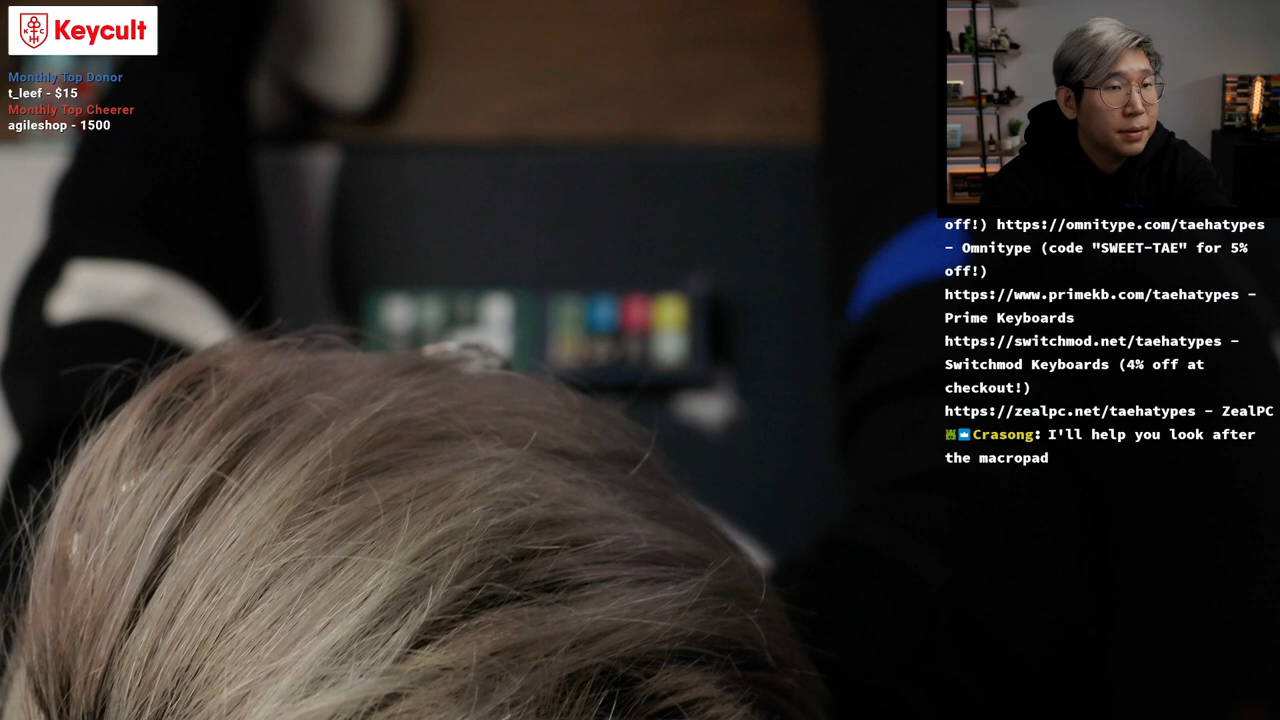 Keycult
Monthly Top Donor
t_leef - $15
Monthly Top Cheerer
agileshop - 1500
off!) https://omnitype.com/taehatypes
- Omnitype (code "SWEET-TAE" for 5%
off!)
https://www.primekb.com/taehatypes -
Prime Keyboards
https://switchmod.net/taehatypes -
Switchmod Keyboards (4% off at
checkout!)
https://zealpc.net/taehatypes - ZealPC
Crasong: I'll help you look after
the macropad